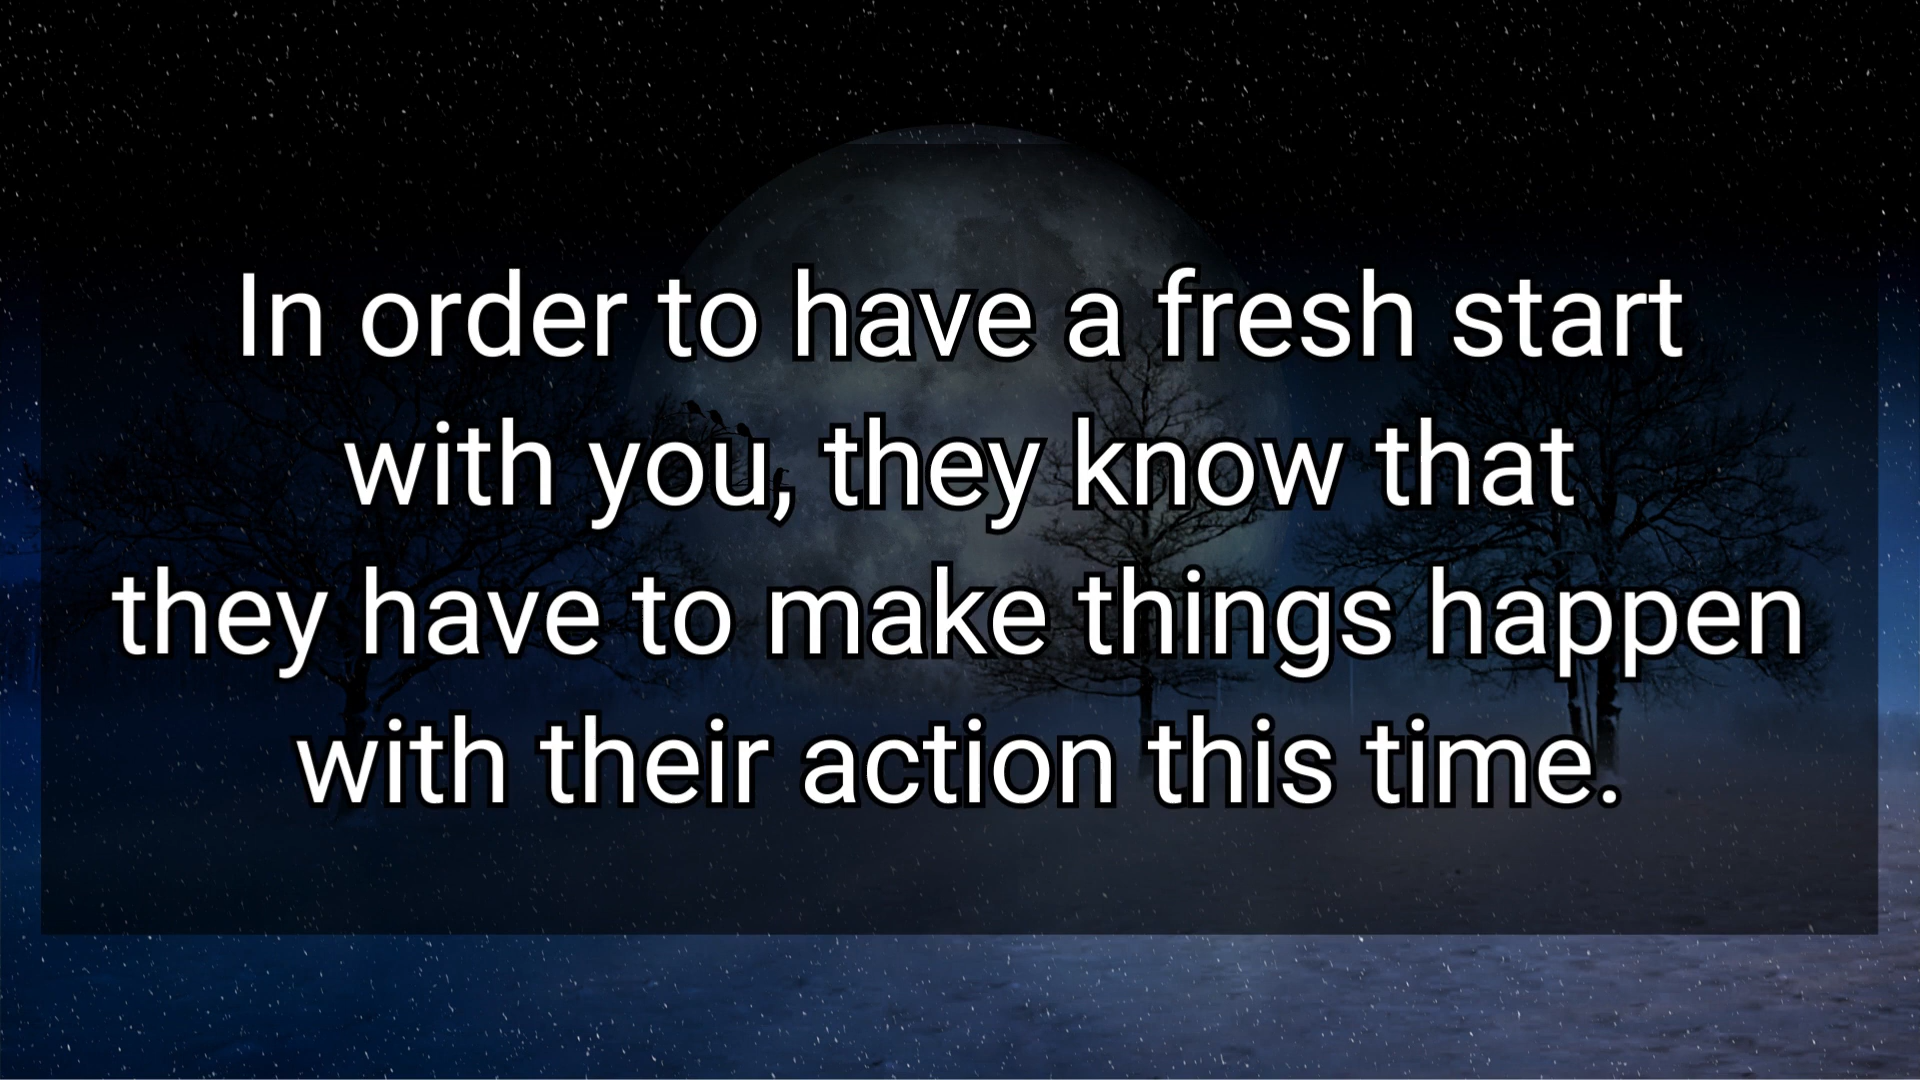 In order to have a fresh start
with you, they know that
they have to make things happen
with their action this time.